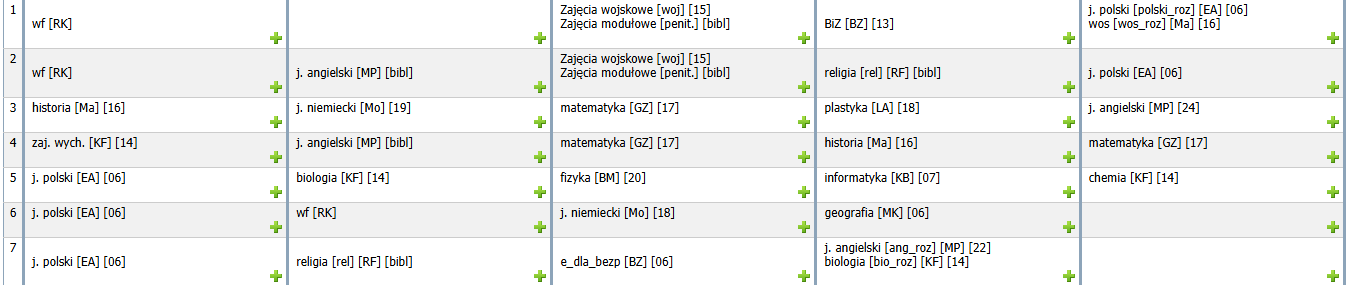 1
wf [RK]
Zajęcia wojskowe [woj] [15]
Zajęcia modułowe [penit.] [bibl]
BiZ [BZ] [13]
j. polski [polski_roz] [EA] [06]
wos [wos_roz] [Ma] [16]
2
wf [RK]
j. angielski [MP] [bibl]
Zajęcia wojskowe [woj] [15]
Zajęcia modułowe [penit.] [bibl]
religia [rel] [RF] [bibl]
j. polski [EA] [06]
3
historia [Ma] [16]
j. niemiecki [Mo] [19]
matematyka [GZ] [17]
plastyka [LA] [18]
j. angielski [MP] [24]
4
zaj. wych. [KF] [14]
j. angielski [MP] [bibl]
matematyka [GZ] [17]
historia [Ma] [16]
matematyka [GZ] [17]
5
j. polski [EA] [06]
biologia [KF] [14]
fizyka [BM] [20]
informatyka [KB] [07]
chemia [KF] [14]
6
j. polski [EA] [06]
wf [RK]
j. niemiecki [Mo] [18]
geografia [MK] [06]
7
j. polski [EA] [06]
religia [rel] [RF] [bibl]
e_dla_bezp [BZ] [06]
j. angielski [ang_roz] [MP] [22]
biologia [bio_roz] [KF] [14]